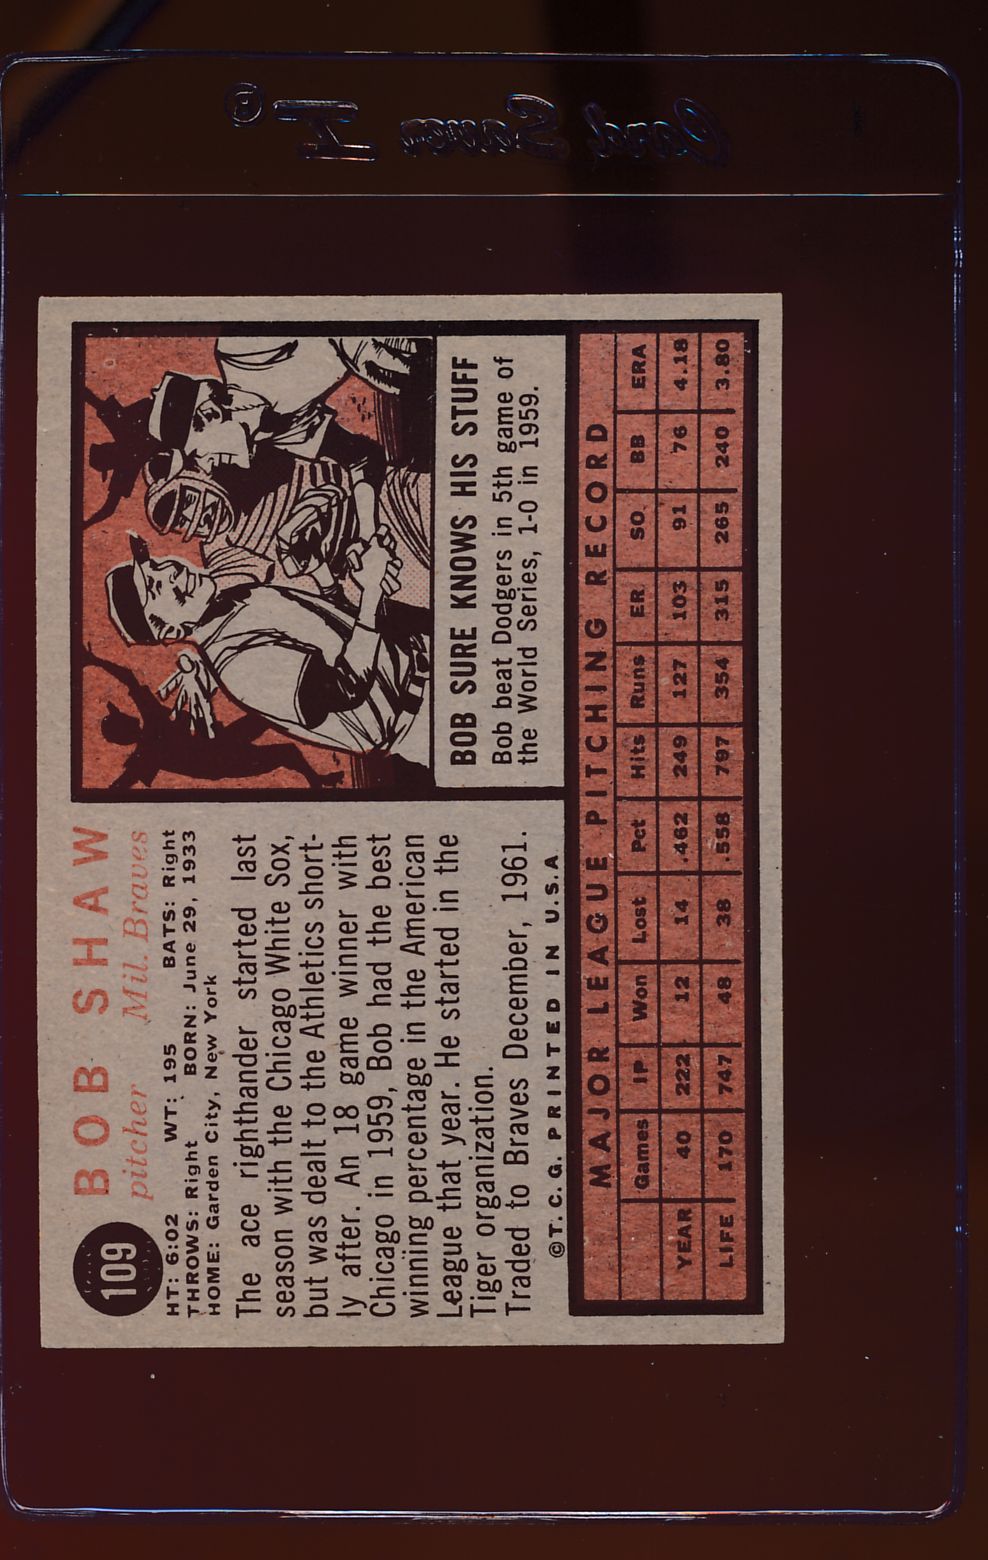 Card Saver I®
109
BOB SHAW
pitcher Mil. Braves
HT: 6:02 WT: 195 BATS: Right
THROWS: Right BORN: June 29, 1933
HOME: Garden City, New York
The ace righthander started last
season with the Chicago White Sox,
but was dealt to the Athletics short-
ly after. An 18 game winner with
Chicago in 1959, Bob had the best
winning percentage in the American
League that year. He started in the
Tiger organization.
Traded to Braves December, 1961.
©T.C.G. PRINTED IN U.S.A
BOB SURE KNOWS HIS STUFF
Bob beat Dodgers in 5th game of
the World Series, 1-0 in 1959.
MAJOR LEAGUE PITCHING RECORD
Games IP Won Lost Pct Hits Runs ER SO BB ERA
YEAR 40 222 12 14 .462 249 127 103 91 76 4.18
LIFE 170 747 48 38 .558 797 354 315 265 240 3.80